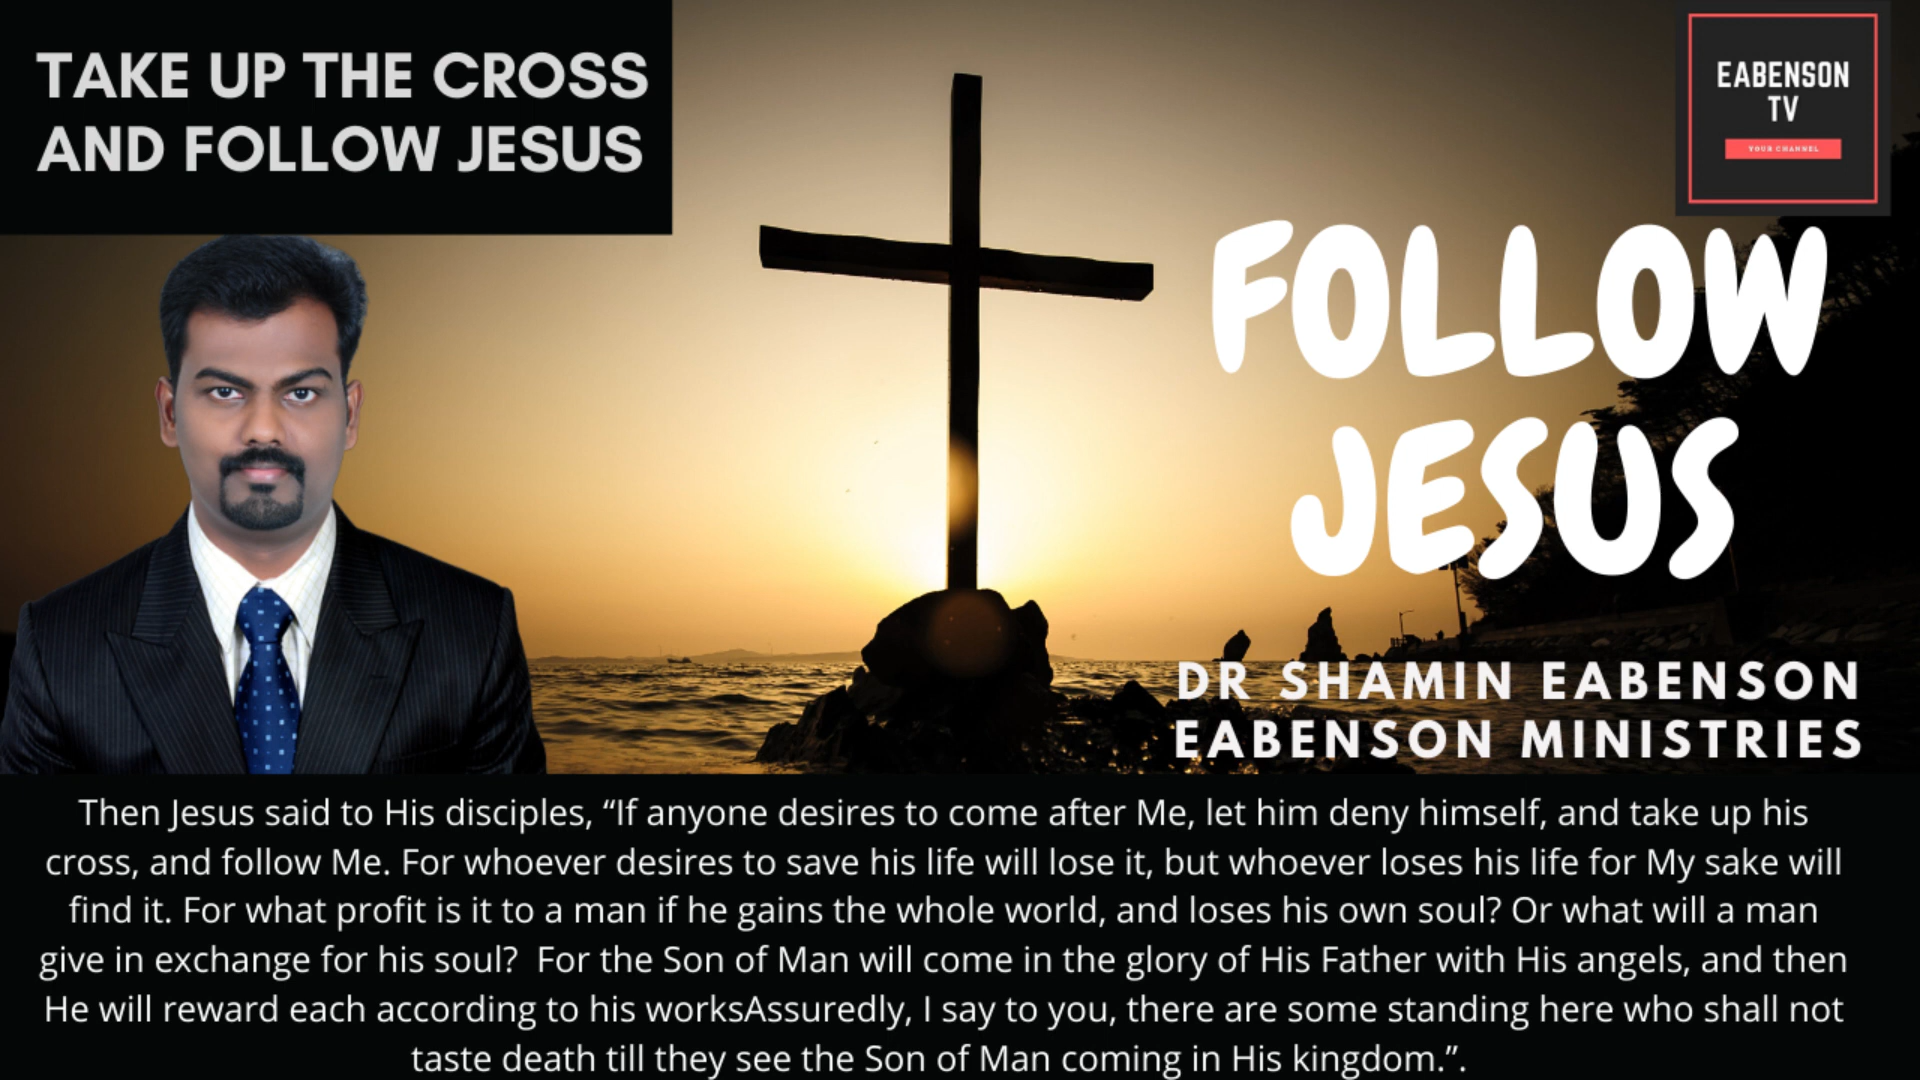 TAKE UP THE CROSS
AND FOLLOW JESUS
EABENSON
TV
YOUR CHANNEL
FOLLOW
JESUS
DR SHAMIN EABENSON
EABENSON MINISTRIES
Then Jesus said to His disciples, “If anyone desires to come after Me, let him deny himself, and take up his
cross, and follow Me. For whoever desires to save his life will lose it, but whoever loses his life for My sake will
find it. For what profit is it to a man if he gains the whole world, and loses his own soul? Or what will a man
give in exchange for his soul?  For the Son of Man will come in the glory of His Father with His angels, and then
He will reward each according to his worksAssuredly, I say to you, there are some standing here who shall not
taste death till they see the Son of Man coming in His kingdom.”.